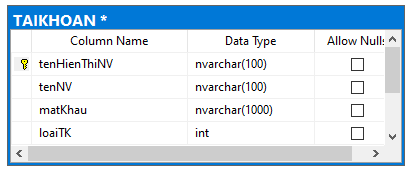 TAIKHOAN *
Column Name Data Type Allow Nulls
tenHienThiNV nvarchar(100)
tenNV nvarchar(100)
matKhau nvarchar(1000)
loaiTK int